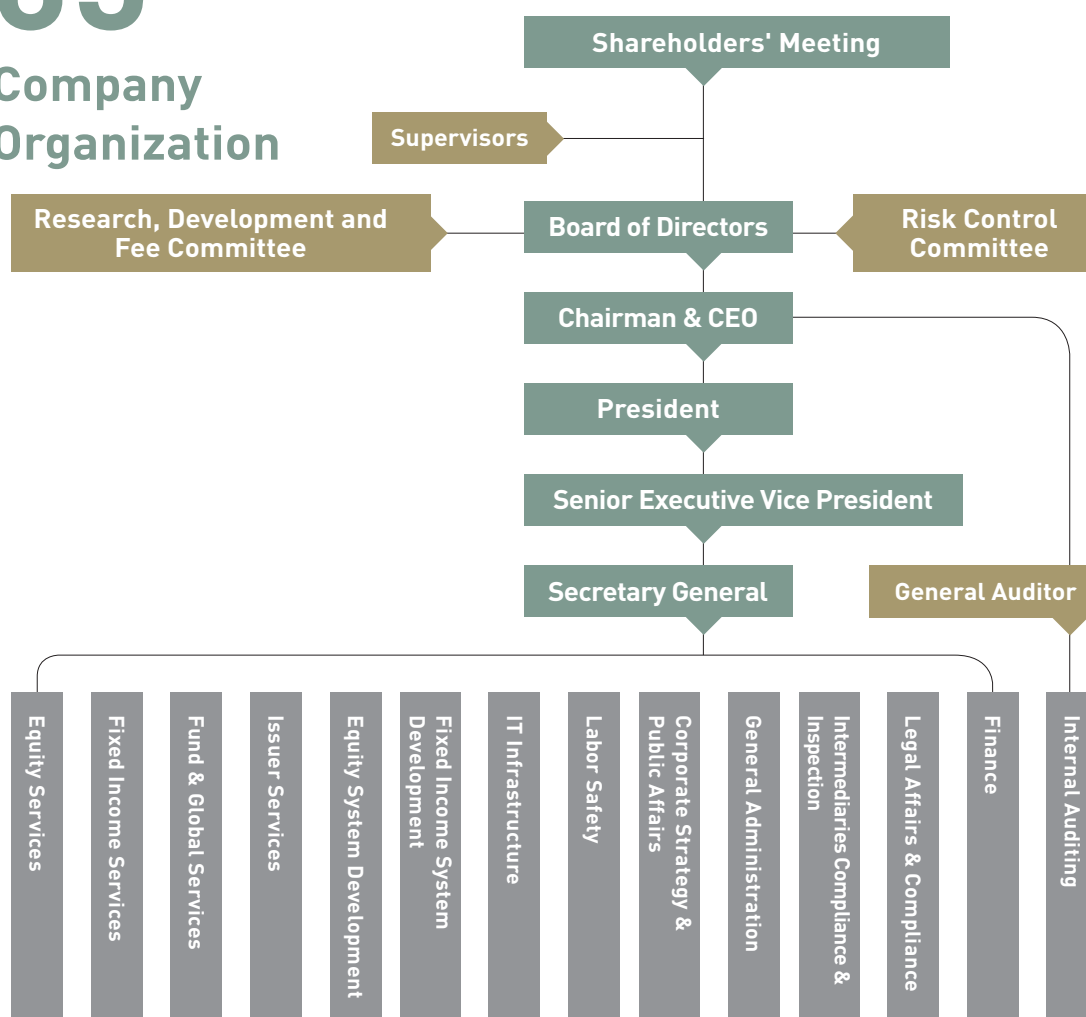 Company
Organization
Shareholders' Meeting
Supervisors
Research, Development and
Fee Committee
Board of Directors
Risk Control
Committee
Chairman & CEO
President
Senior Executive Vice President
Secretary General
General Auditor
Equity Services
Fixed Income Services
Fund & Global Services
Issuer Services
Equity System Development
Fixed Income System
Development
IT Infrastructure
Labor Safety
Corporate Strategy &
Public Affairs
General Administration
Intermediaries Compliance &
Inspection
Legal Affairs & Compliance
Finance
Internal Auditing